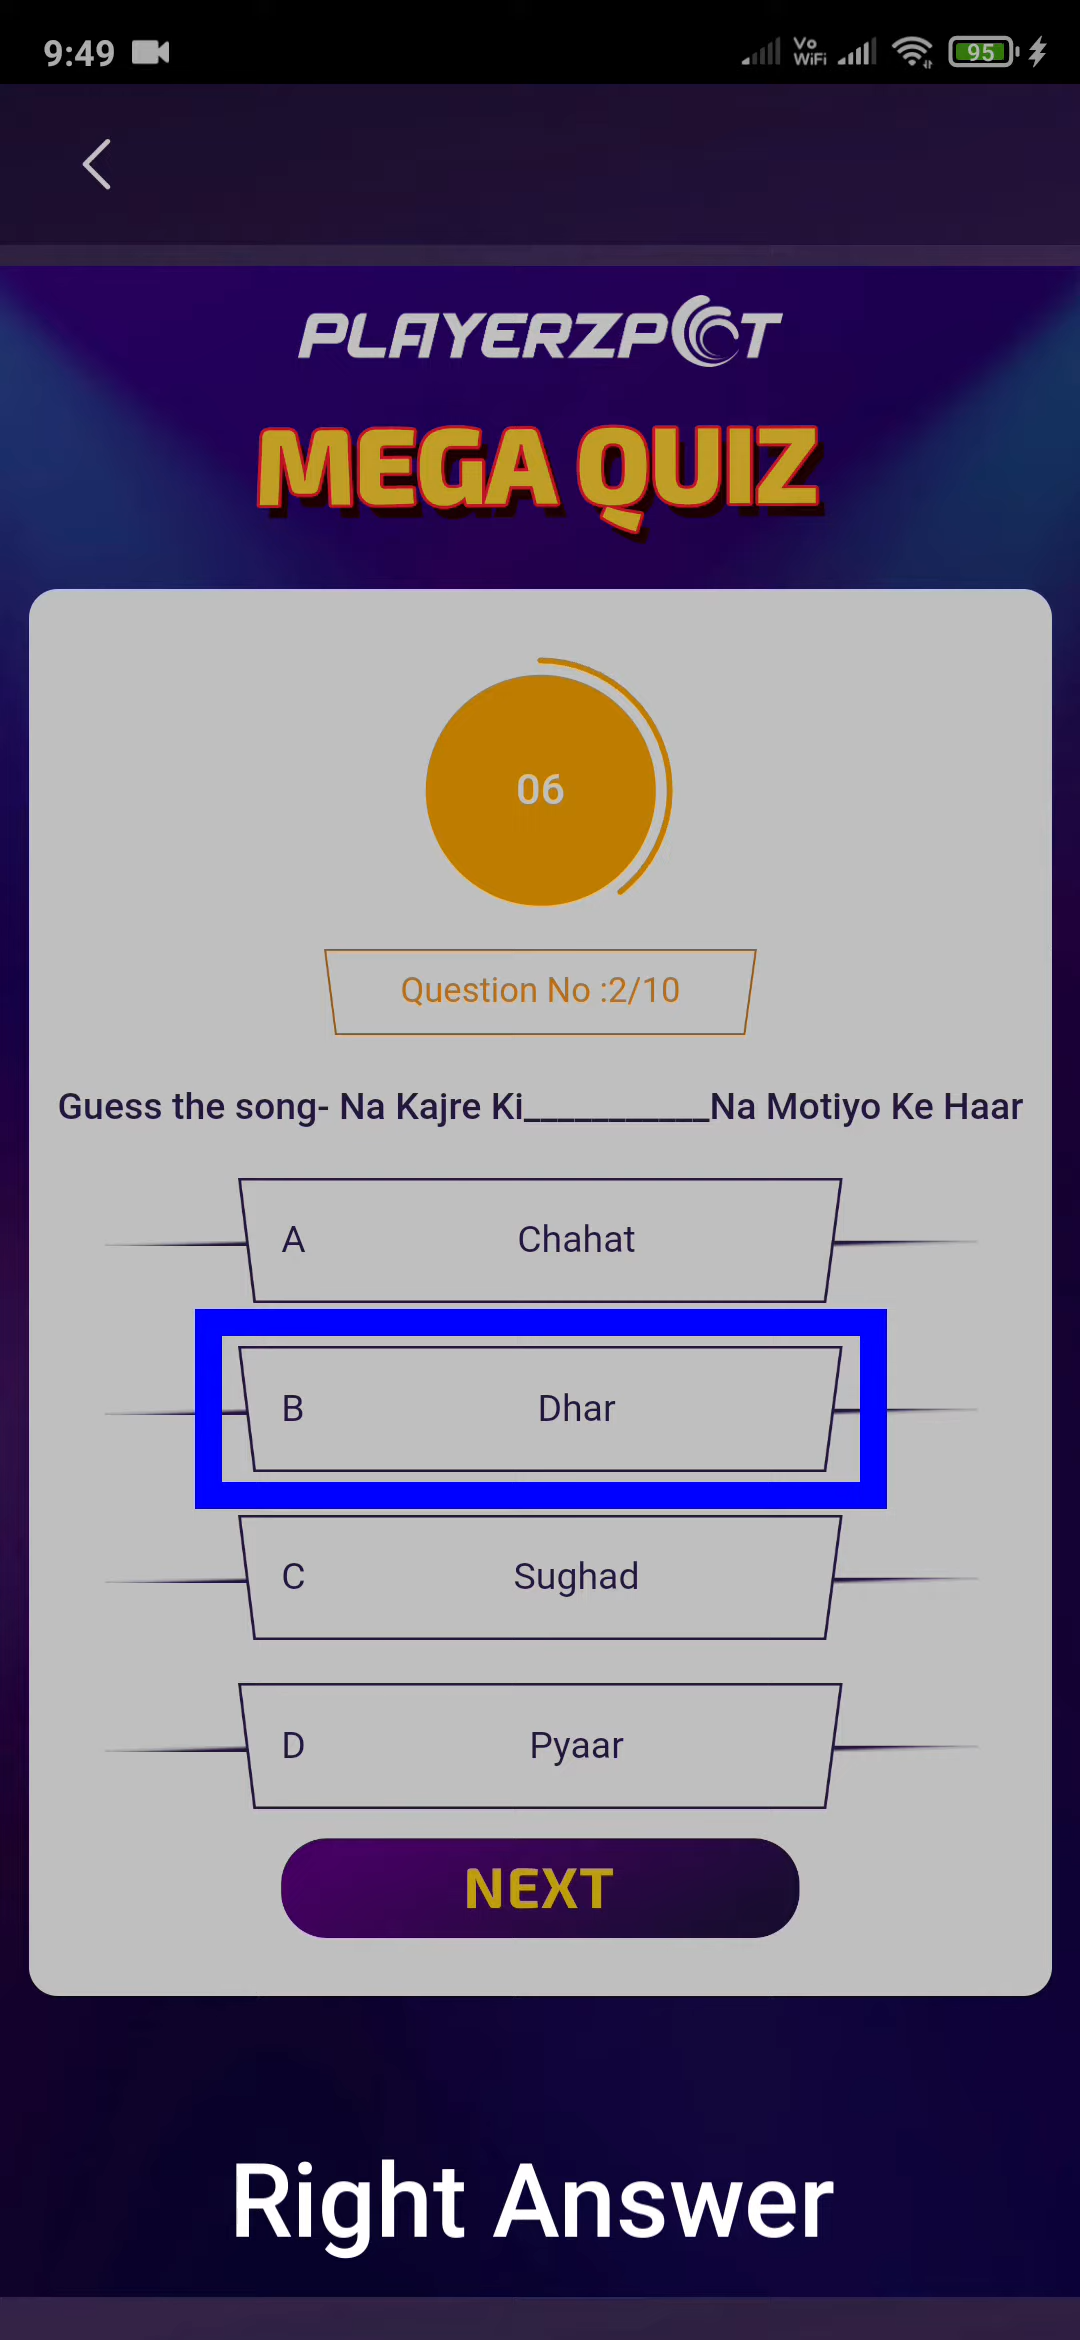 9:49
Vo
WiFi
95
PLAYERZPOT
MEGA QUIZ
06
Question No :2/10
Guess the song- Na Kajre Ki___________Na Motiyo Ke Haar
A Chahat
B Dhar
C Sughad
D Pyaar
NEXT
Right Answer